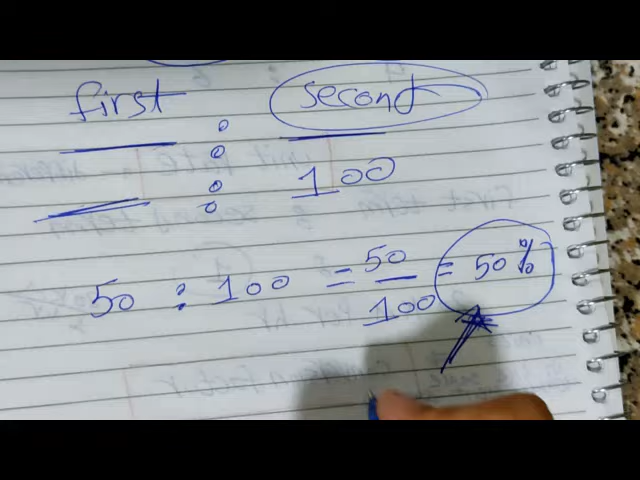 first : second
: 100
50 : 100 = 50/100 = 50%